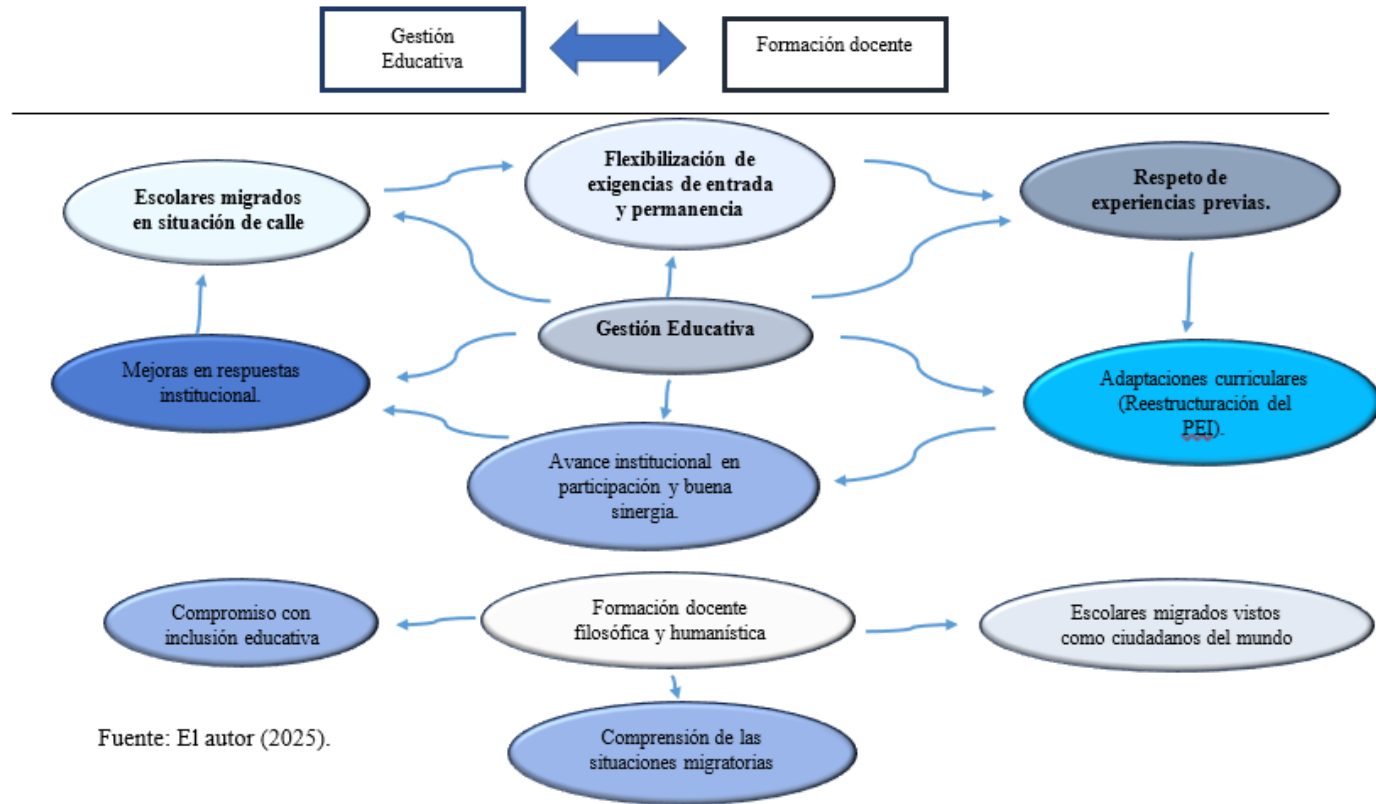 Gestión
Educativa
Formación docente
Flexibilización de
exigencias de entrada
y permanencia
Escolares migrados
en situación de calle
Respeto de
experiencias previas.
Gestión Educativa
Mejoras en respuestas
institucional.
Adaptaciones curriculares
(Reestructuración del
PEI).
Avance institucional en
participación y buena
sinergia.
Compromiso con
inclusión educativa
Formación docente
filosófica y humanística
Escolares migrados vistos
como ciudadanos del mundo
Comprensión de las
situaciones migratorias
Fuente: El autor (2025).